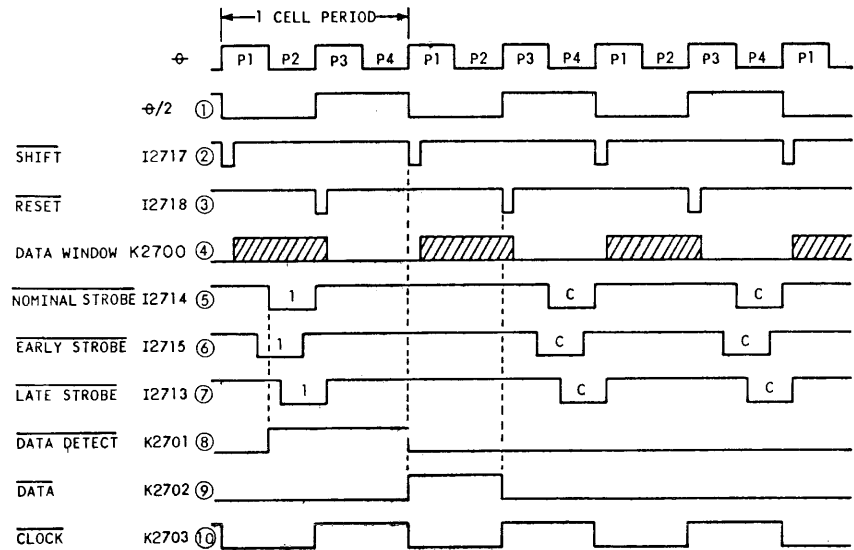 1 CELL PERIOD
ɵ P1 P2 P3 P4 P1 P2 P3 P4 P1 P2 P3 P4 P1
ɵ/2 ①
SHIFT I2717 ②
RESET I2718 ③
DATA WINDOW K2700 ④
NOMINAL STROBE I2714 ⑤ 1 C C
EARLY STROBE I2715 ⑥ 1 C C
LATE STROBE I2713 ⑦ 1 C C
DATA DETECT K2701 ⑧
DATA K2702 ⑨
CLOCK K2703 ⑩